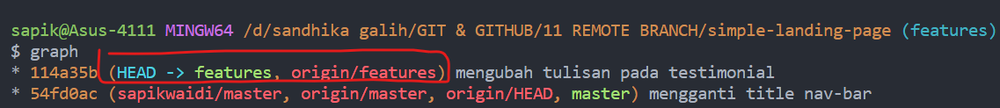 sapik@Asus-4111 MINGW64 /d/sandhika galih/GIT & GITHUB/11 REMOTE BRANCH/simple-landing-page (features)
$ graph
* 114a35b (HEAD -> features, origin/features) mengubah tulisan pada testimonial
* 54fd0ac (sapikwaidi/master, origin/master, origin/HEAD, master) mengganti title nav-bar